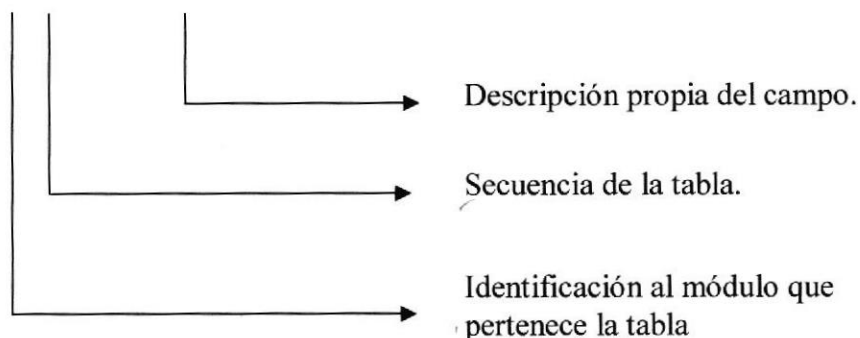 Descripción propia del campo.
Secuencia de la tabla.
Identificación al módulo que
pertenece la tabla